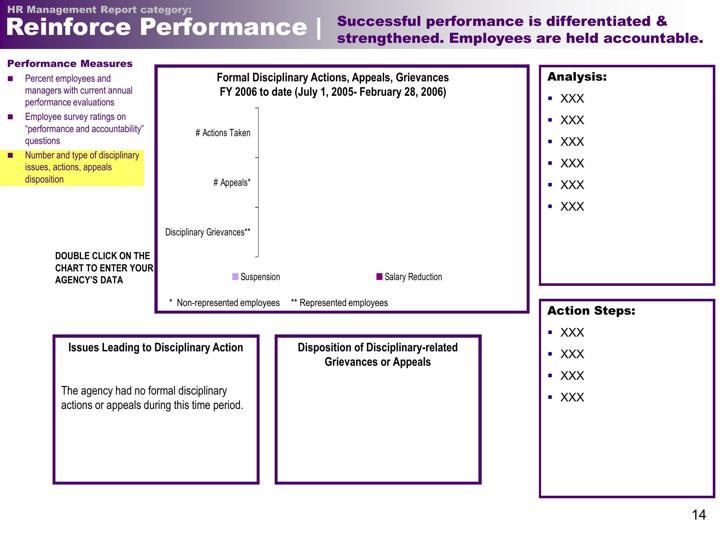 HR Management Report category:
Reinforce Performance |
Successful performance is differentiated &
strengthened. Employees are held accountable.
Performance Measures
■ Percent employees and
managers with current annual
performance evaluations
■ Employee survey ratings on
“performance and accountability”
questions
■ Number and type of disciplinary
issues, actions, appeals
disposition
DOUBLE CLICK ON THE
CHART TO ENTER YOUR
AGENCY'S DATA
Formal Disciplinary Actions, Appeals, Grievances
FY 2006 to date (July 1, 2005- February 28, 2006)
# Actions Taken
# Appeals*
Disciplinary Grievances**
Suspension
Salary Reduction
* Non-represented employees ** Represented employees
Analysis:
▪ XXX
▪ XXX
▪ XXX
▪ XXX
▪ XXX
▪ XXX
Action Steps:
▪ XXX
▪ XXX
▪ XXX
▪ XXX
Issues Leading to Disciplinary Action
The agency had no formal disciplinary
actions or appeals during this time period.
Disposition of Disciplinary-related
Grievances or Appeals
14